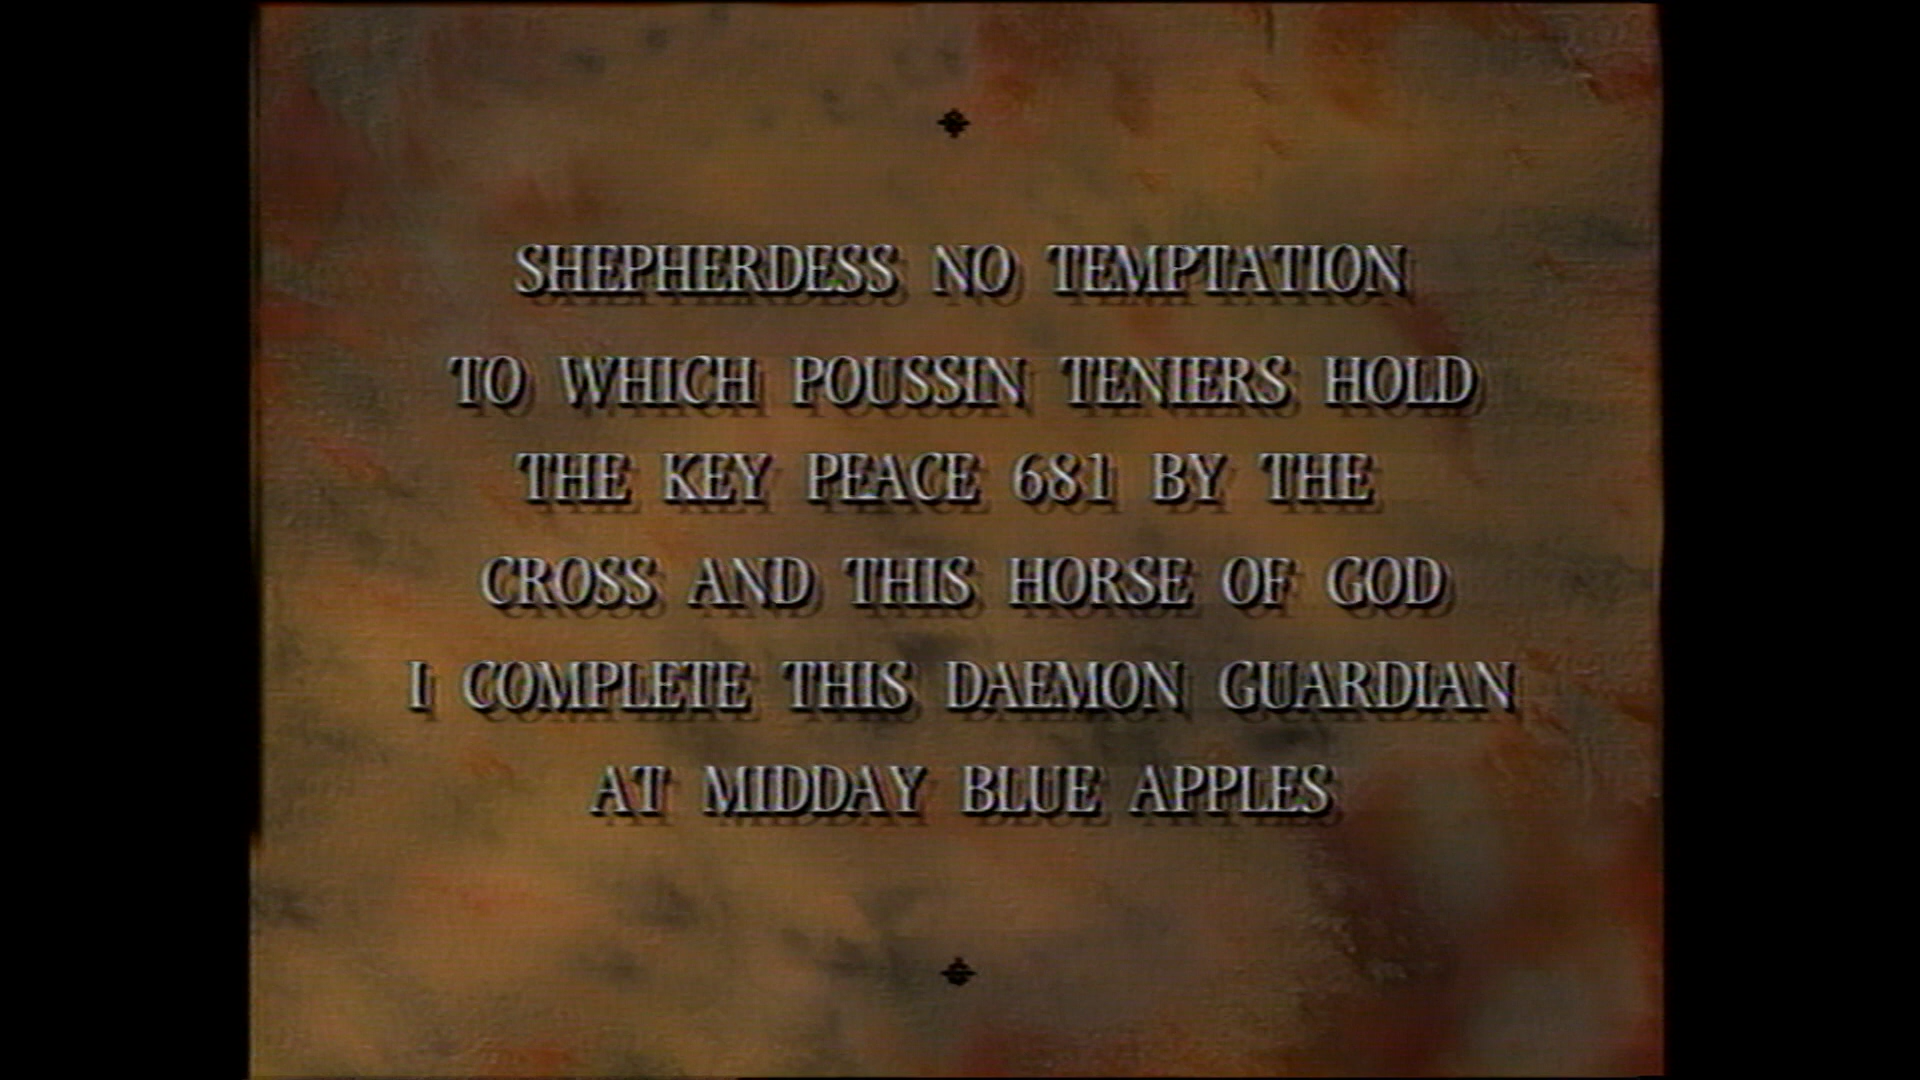 SHEPHERDESS NO TEMPTATION
TO WHICH POUSSIN TENIERS HOLD
THE KEY PEACE 681 BY THE
CROSS AND THIS HORSE OF GOD
I COMPLETE THIS DAEMON GUARDIAN
AT MIDDAY BLUE APPLES